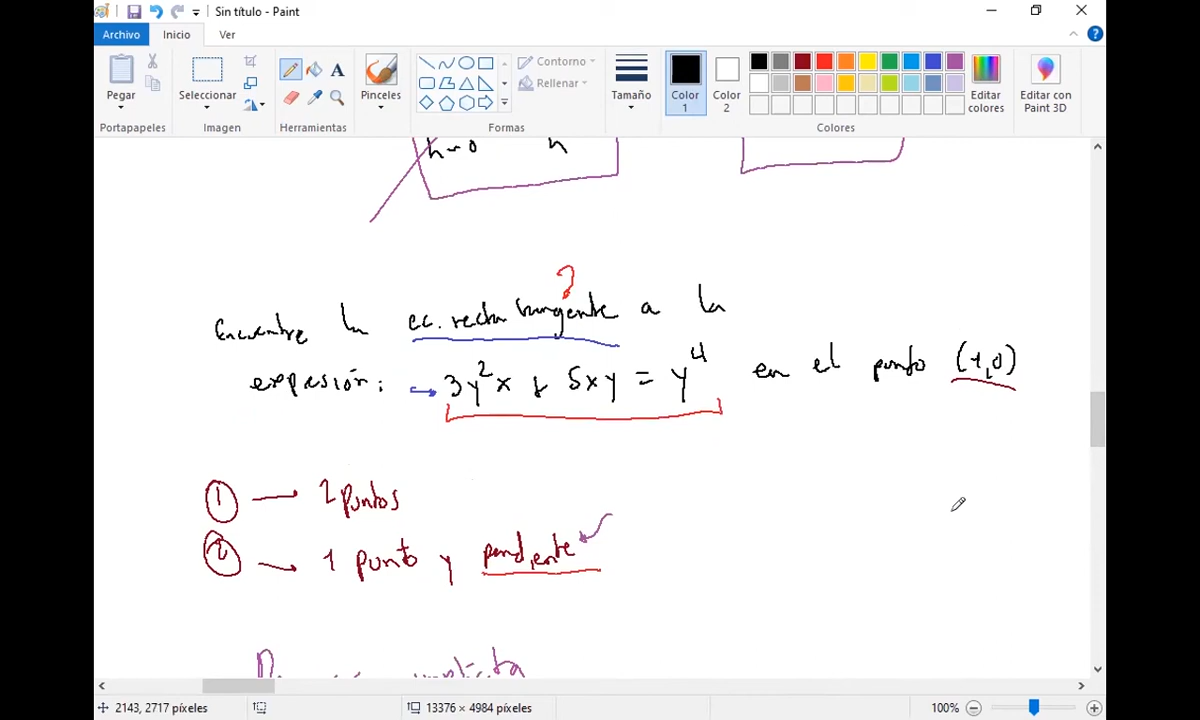 Sin título - Paint
Archivo Inicio Ver
Pegar Seleccionar Pinceles Contorno Rellenar Tamaño Color 1 Color 2 Editar colores Editar con Paint 3D
Portapapeles Imagen Herramientas Formas Colores
h→0 h
?
Encuentre la ec. recta tangente a la
expresión: → 3y²x + 5xy = y⁴ en el punto (1,0)
① → 2 puntos
② → 1 punto y pendiente
implícita
2143, 2717 píxeles 13376 × 4984 píxeles 100%